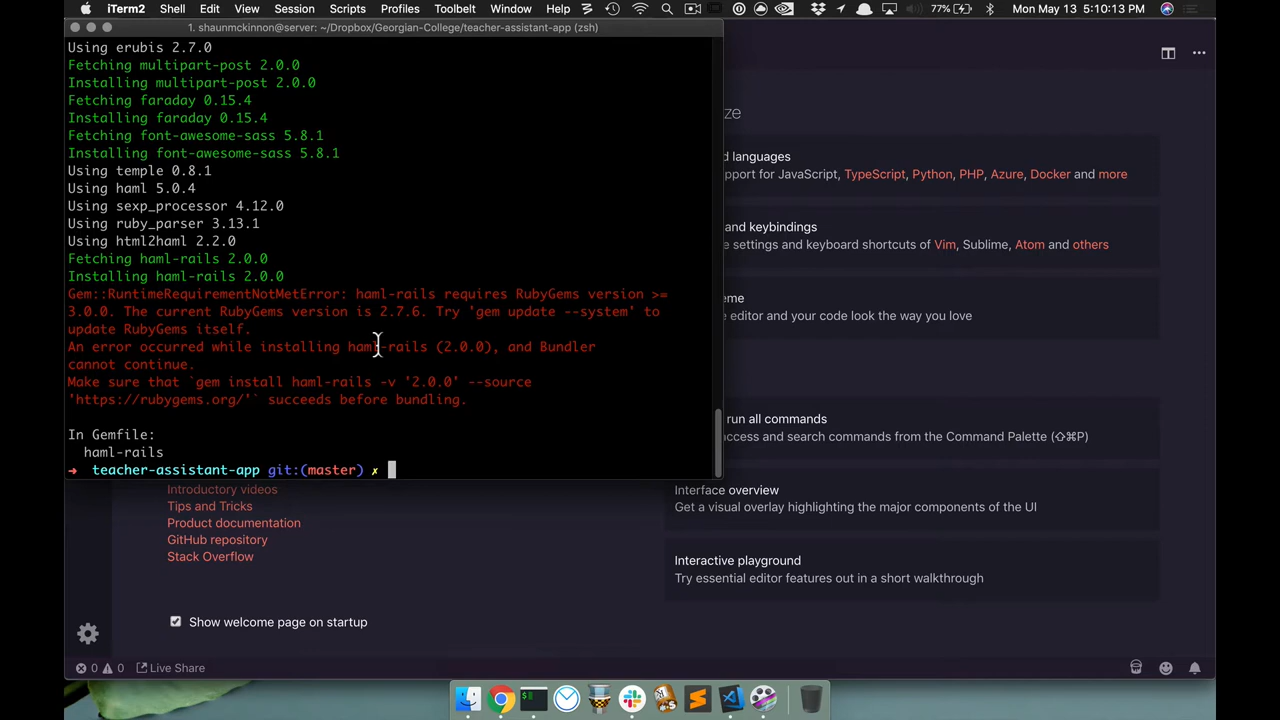 iTerm2 Shell Edit View Session Scripts Profiles Toolbelt Window Help 77% Mon May 13 5:10:13 PM
1. shaunmckinnon@server: ~/Dropbox/Georgian-College/teacher-assistant-app (zsh)
Using erubis 2.7.0
Fetching multipart-post 2.0.0
Installing multipart-post 2.0.0
Fetching faraday 0.15.4
Installing faraday 0.15.4
Fetching font-awesome-sass 5.8.1
Installing font-awesome-sass 5.8.1
Using temple 0.8.1
Using haml 5.0.4
Using sexp_processor 4.12.0
Using ruby_parser 3.13.1
Using html2haml 2.2.0
Fetching haml-rails 2.0.0
Installing haml-rails 2.0.0
Gem::RuntimeRequirementNotMetError: haml-rails requires RubyGems version >=
3.0.0. The current RubyGems version is 2.7.6. Try 'gem update --system' to
update RubyGems itself.
An error occurred while installing haml-rails (2.0.0), and Bundler
cannot continue.
Make sure that `gem install haml-rails -v '2.0.0' --source
'https://rubygems.org/'` succeeds before bundling.
In Gemfile:
haml-rails
➜ teacher-assistant-app git:(master) ✗
ze
d languages
pport for JavaScript, TypeScript, Python, PHP, Azure, Docker and more
and keybindings
e settings and keyboard shortcuts of Vim, Sublime, Atom and others
eme
e editor and your code look the way you love
run all commands
access and search commands from the Command Palette (⇧⌘P)
Introductory videos
Tips and Tricks
Product documentation
GitHub repository
Stack Overflow
Interface overview
Get a visual overlay highlighting the major components of the UI
Interactive playground
Try essential editor features out in a short walkthrough
Show welcome page on startup
0 0 Live Share